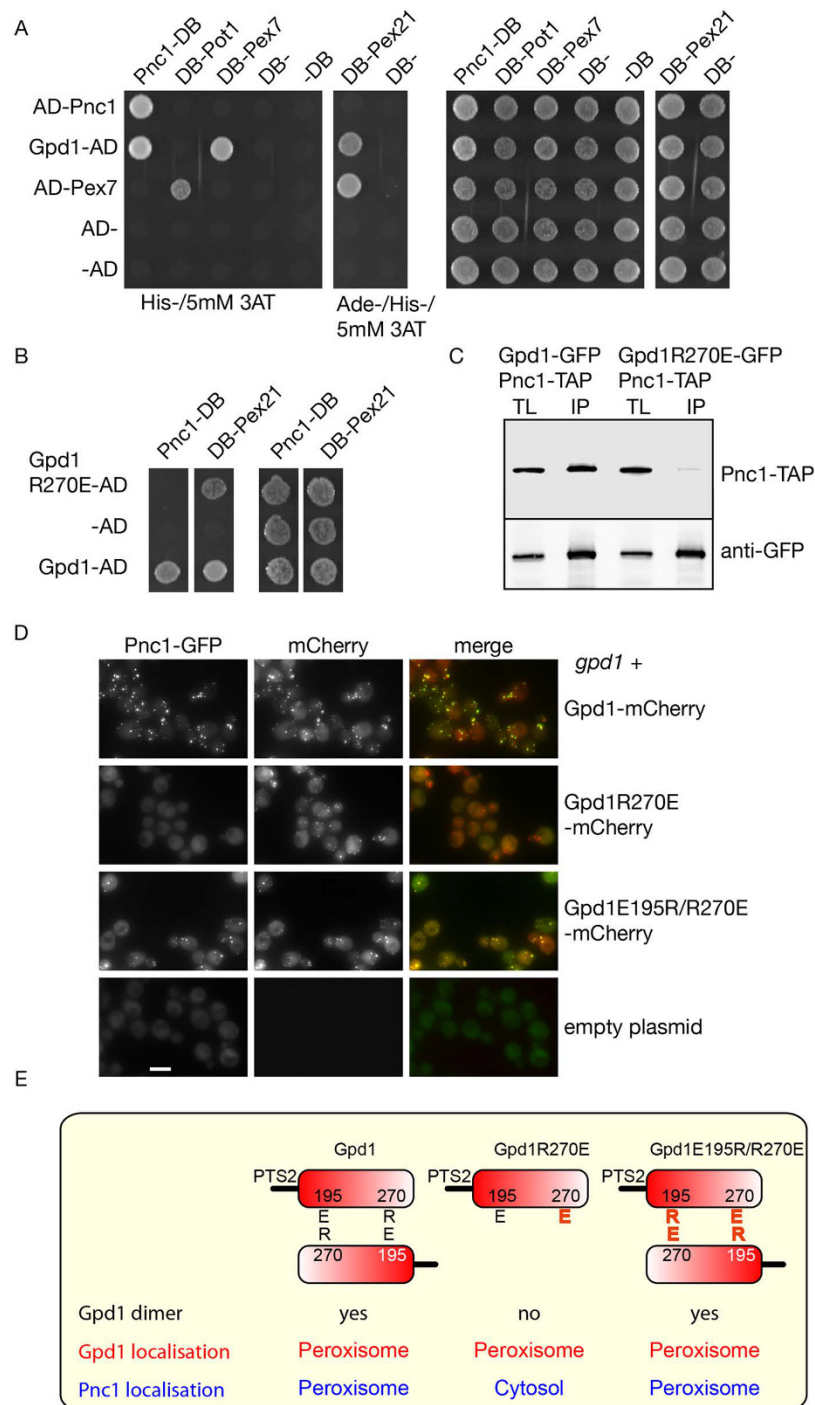 A
Pnc1-DB DB-Pot1 DB-Pex7 DB- -DB DB-Pex21 DB- Pnc1-DB DB-Pot1 DB-Pex7 DB- -DB DB-Pex21 DB-
AD-Pnc1
Gpd1-AD
AD-Pex7
AD-
-AD
His-/5mM 3AT
Ade-/His-/
5mM 3AT
B
Pnc1-DB DB-Pex21 Pnc1-DB DB-Pex21
Gpd1
R270E-AD
-AD
Gpd1-AD
C
Gpd1-GFP Gpd1R270E-GFP
Pnc1-TAP Pnc1-TAP
TL IP TL IP
Pnc1-TAP
anti-GFP
D
Pnc1-GFP mCherry merge
gpd1 +
Gpd1-mCherry
Gpd1R270E
-mCherry
Gpd1E195R/R270E
-mCherry
empty plasmid
E
Gpd1 Gpd1R270E Gpd1E195R/R270E
PTS2 PTS2 PTS2
195 270 195 270 195 270
E R E E R E
R E E R
270 195 270 195
Gpd1 dimer yes no yes
Gpd1 localisation Peroxisome Peroxisome Peroxisome
Pnc1 localisation Peroxisome Cytosol Peroxisome